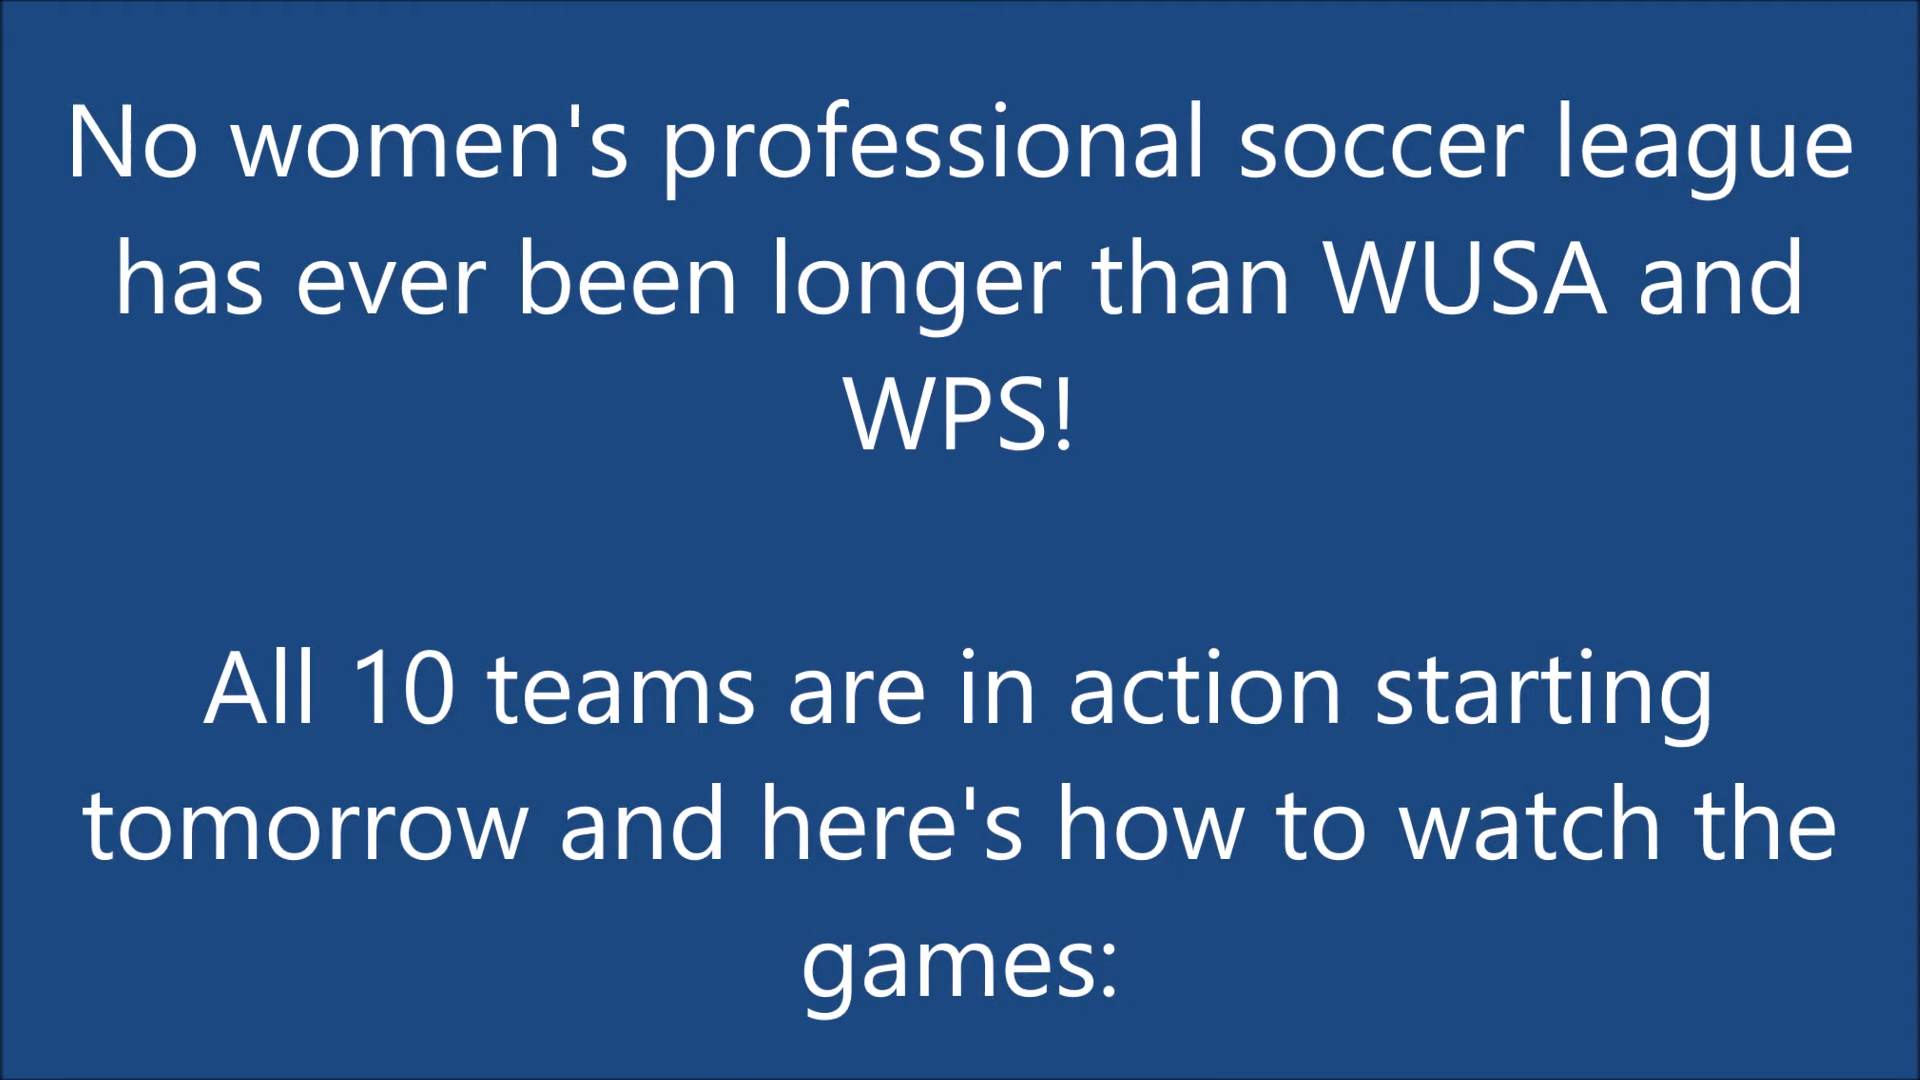 No women's professional soccer league
has ever been longer than WUSA and
WPS!
All 10 teams are in action starting
tomorrow and here's how to watch the
games: